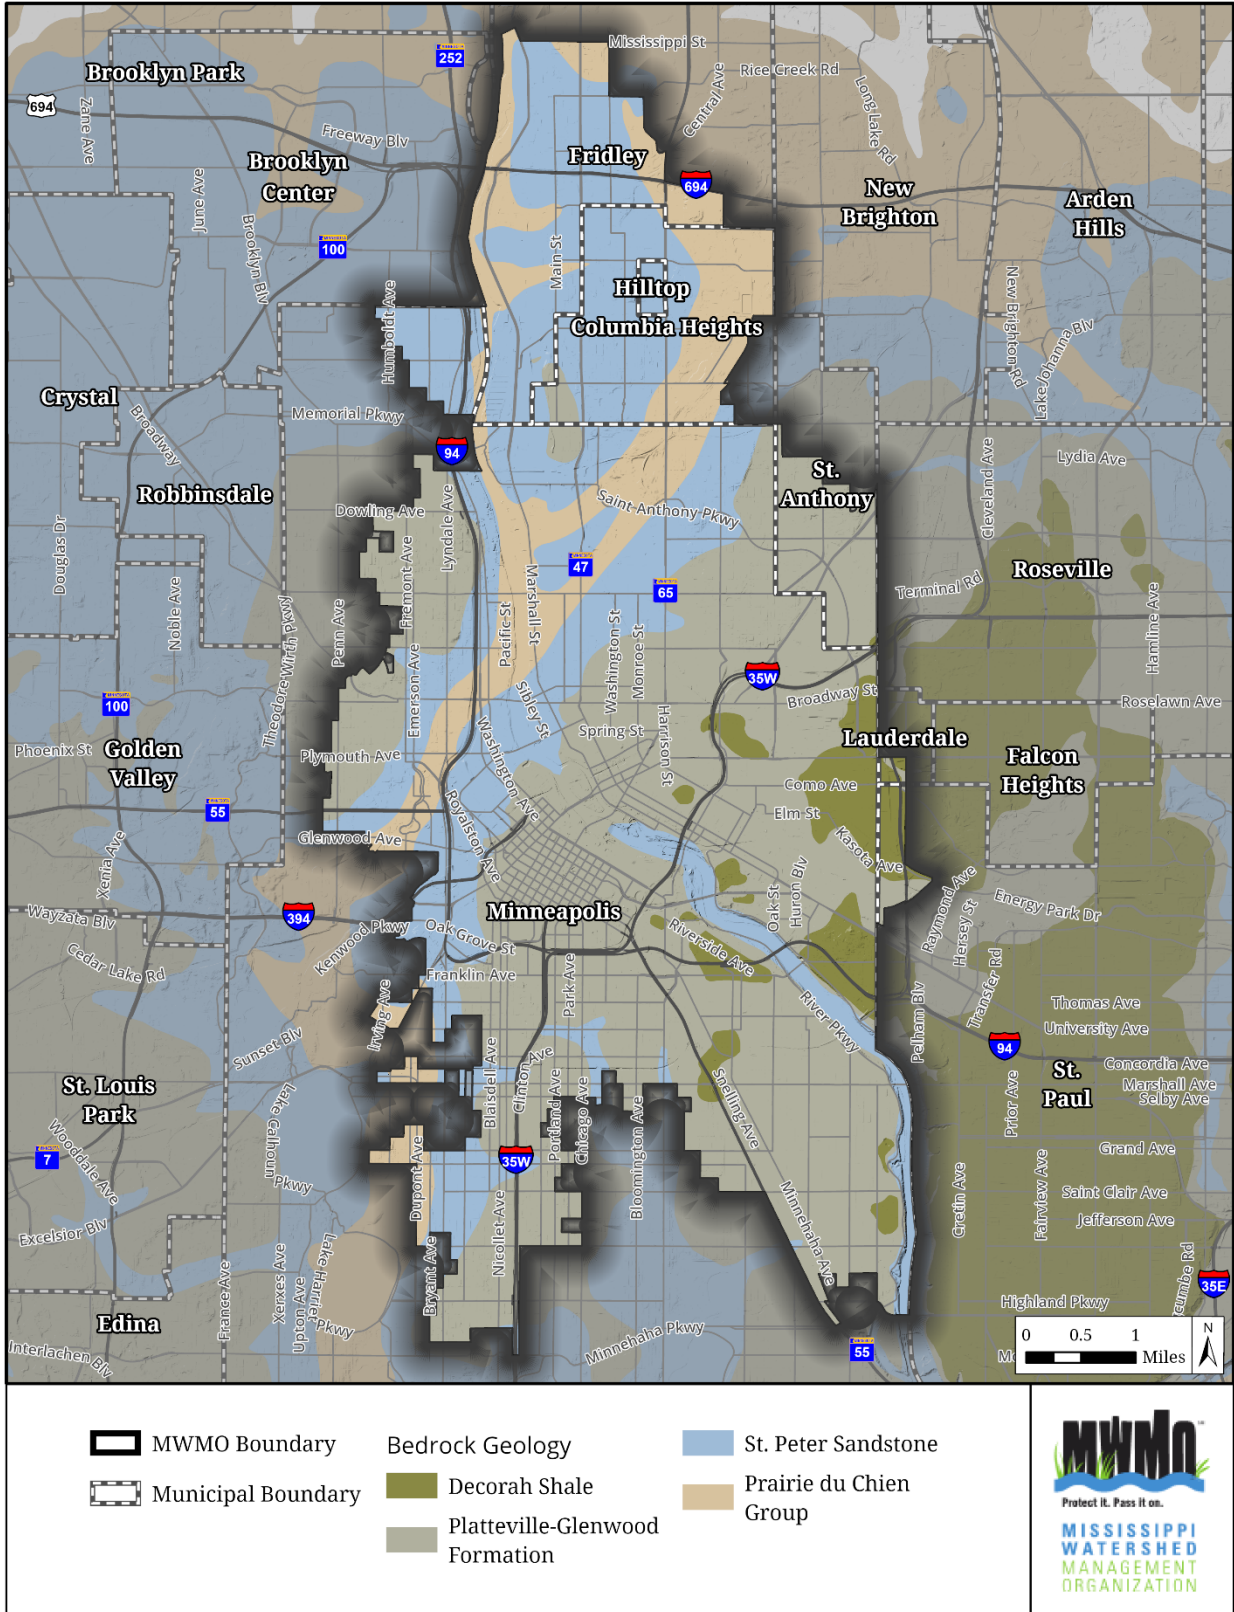 Mississippi St
252
Rice Creek Rd
Brooklyn Park
Central Ave
Long Lake Rd
694
Zane Ave
Freeway Blv
Fridley
Brooklyn
Center
694
New
Brighton
Arden
Hills
June Ave
Brooklyn Blv
100
Main St
Hilltop
Columbia Heights
Humboldt Ave
New Brighton Rd
Lake Johanna Blv
Crystal
Broadway
Memorial Pkwy
94
Cleveland Ave
Lydia Ave
St.
Anthony
Robbinsdale
Dowling Ave
Lyndale Ave
Saint Anthony Pkwy
Douglas Dr
Noble Ave
Fremont Ave
47
65
Marshall St
Roseville
Terminal Rd
Hamline Ave
Theodore Wirth Pkwy
Penn Ave
Pacific St
Washington St
Monroe St
Emerson Ave
35W
Broadway St
Roselawn Ave
100
Sibley St
Harrison St
Spring St
Phoenix St
Golden
Valley
Plymouth Ave
Washington Ave
Lauderdale
Falcon
Heights
Como Ave
Elm St
55
Royalston Ave
Glenwood Ave
Kasota Ave
Xenia Ave
Oak St
Huron Blv
Raymond Ave
Hersey St
Energy Park Dr
Wayzata Blv
394
Minneapolis
Kenwood Pkwy
Oak Grove St
Riverside Ave
Cedar Lake Rd
Franklin Ave
Park Ave
Transfer Rd
Irving Ave
River Pkwy
Pelham Blv
Thomas Ave
University Ave
94
Sunset Blv
Blaisdell Ave
Clinton Ave
Concordia Ave
St. Louis
Park
Lake Calhoun Pkwy
Portland Ave
Chicago Ave
Bloomington Ave
Snelling Ave
Prior Ave
St.
Paul
Marshall Ave
Selby Ave
7
Wooddale Ave
35W
Grand Ave
Dupont Ave
Minnehaha Ave
Cretin Ave
Fairview Ave
Saint Clair Ave
Jefferson Ave
Excelsior Blv
Nicollet Ave
France Ave
Xerxes Ave
Upton Ave
Lake Harriet Pkwy
Bryant Ave
35E
Highland Pkwy
Edina
Interlachen Blv
Minnehaha Pkwy
55
0 0.5 1
Miles
N
MWMO Boundary
Municipal Boundary
Bedrock Geology
Decorah Shale
Platteville-Glenwood
Formation
St. Peter Sandstone
Prairie du Chien
Group
MWMO
Protect it. Pass it on.
MISSISSIPPI
WATERSHED
MANAGEMENT
ORGANIZATION